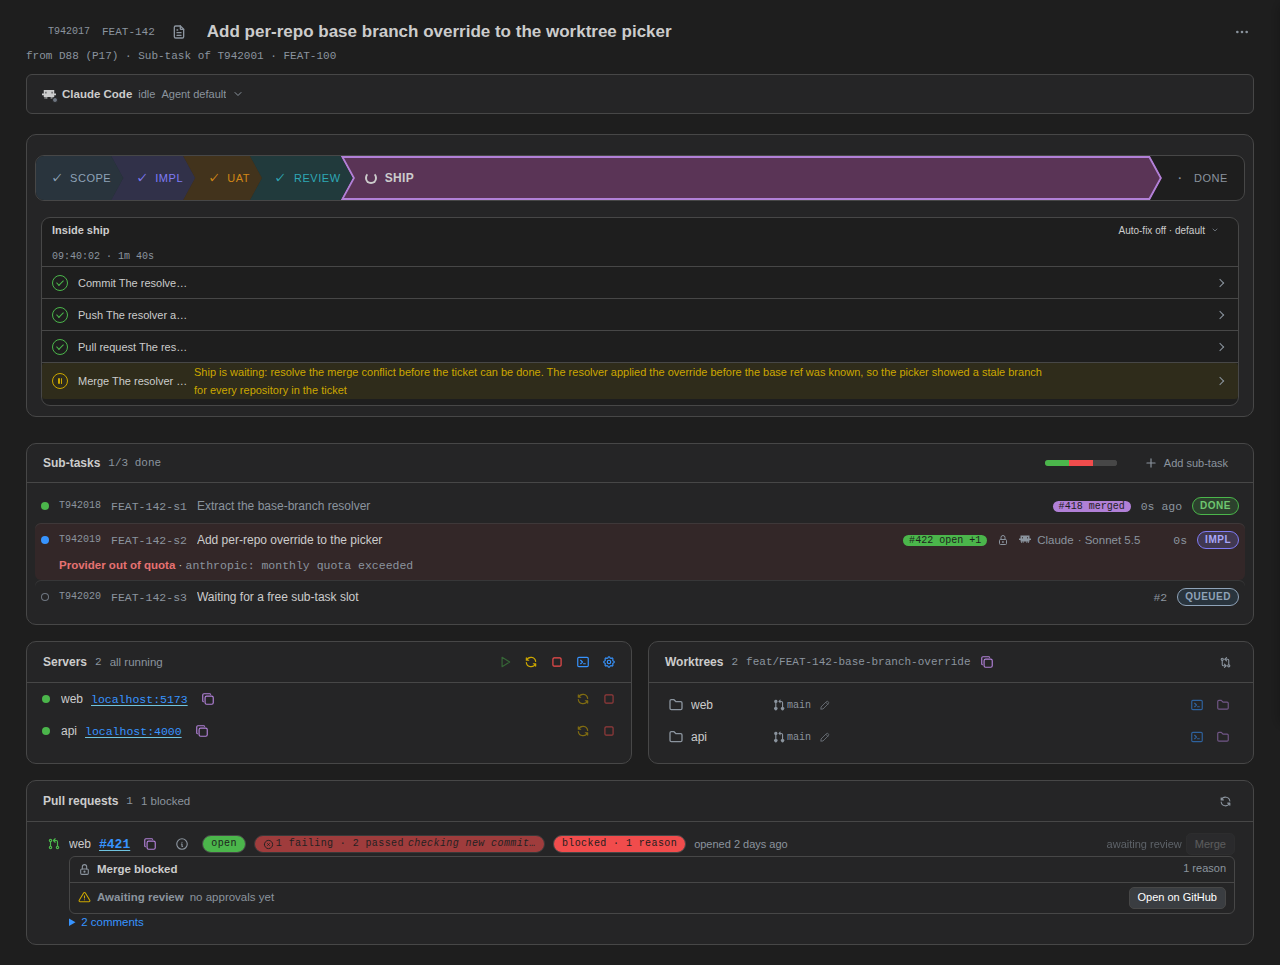 T942017 FEAT-142 Add per-repo base branch override to the worktree picker
from D88 (P17) · Sub-task of T942001 · FEAT-100
Claude Code idle Agent default
SCOPE IMPL UAT REVIEW SHIP DONE
Inside ship Auto-fix off · default
09:40:02 · 1m 40s
Commit The resolve…
Push The resolver a…
Pull request The res…
Merge The resolver … Ship is waiting: resolve the merge conflict before the ticket can be done. The resolver applied the override before the base ref was known, so the picker showed a stale branch
for every repository in the ticket
Sub-tasks 1/3 done Add sub-task
T942018 FEAT-142-s1 Extract the base-branch resolver #418 merged 0s ago DONE
T942019 FEAT-142-s2 Add per-repo override to the picker #422 open +1 Claude · Sonnet 5.5 0s IMPL
Provider out of quota · anthropic: monthly quota exceeded
T942020 FEAT-142-s3 Waiting for a free sub-task slot #2 QUEUED
Servers 2 all running
web localhost:5173
api localhost:4000
Worktrees 2 feat/FEAT-142-base-branch-override
web main
api main
Pull requests 1 1 blocked
web #421 open 1 failing · 2 passed checking new commit… blocked · 1 reason opened 2 days ago awaiting review Merge
Merge blocked 1 reason
Awaiting review no approvals yet Open on GitHub
2 comments